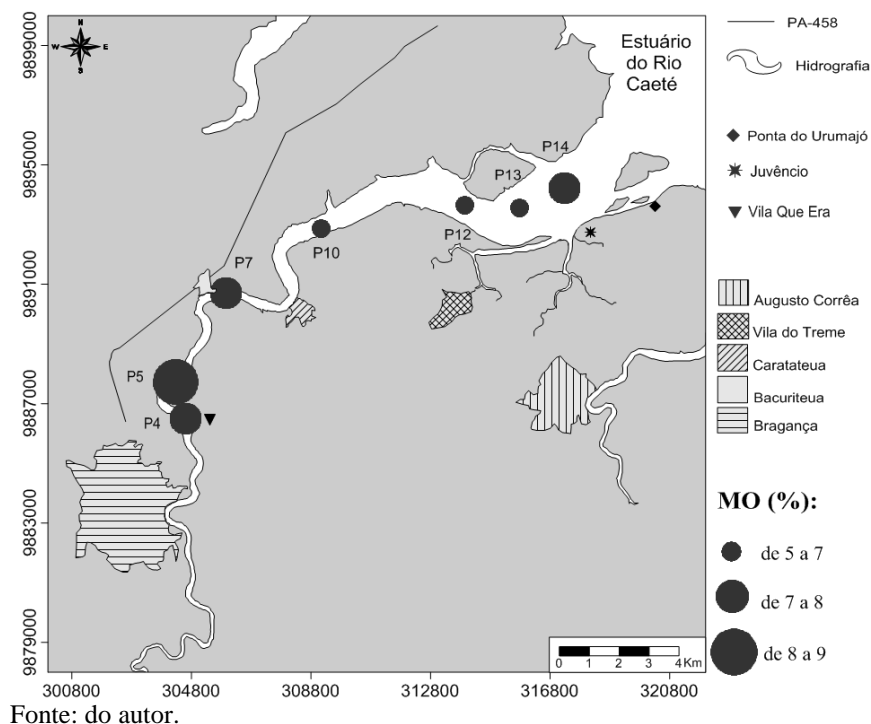 N
W
E
S
Estuário
do Rio
Caeté
P14
P13
P12
P10
P7
P5
P4
9899000
9895000
9891000
9887000
9883000
9879000
300800
304800
308800
312800
316800
320800
0 1 2 3 4 Km
PA-458
Hidrografia
Ponta do Urumajó
Juvêncio
Vila Que Era
Augusto Corrêa
Vila do Treme
Caratateua
Bacuriteua
Bragança
MO (%):
de 5 a 7
de 7 a 8
de 8 a 9
Fonte: do autor.